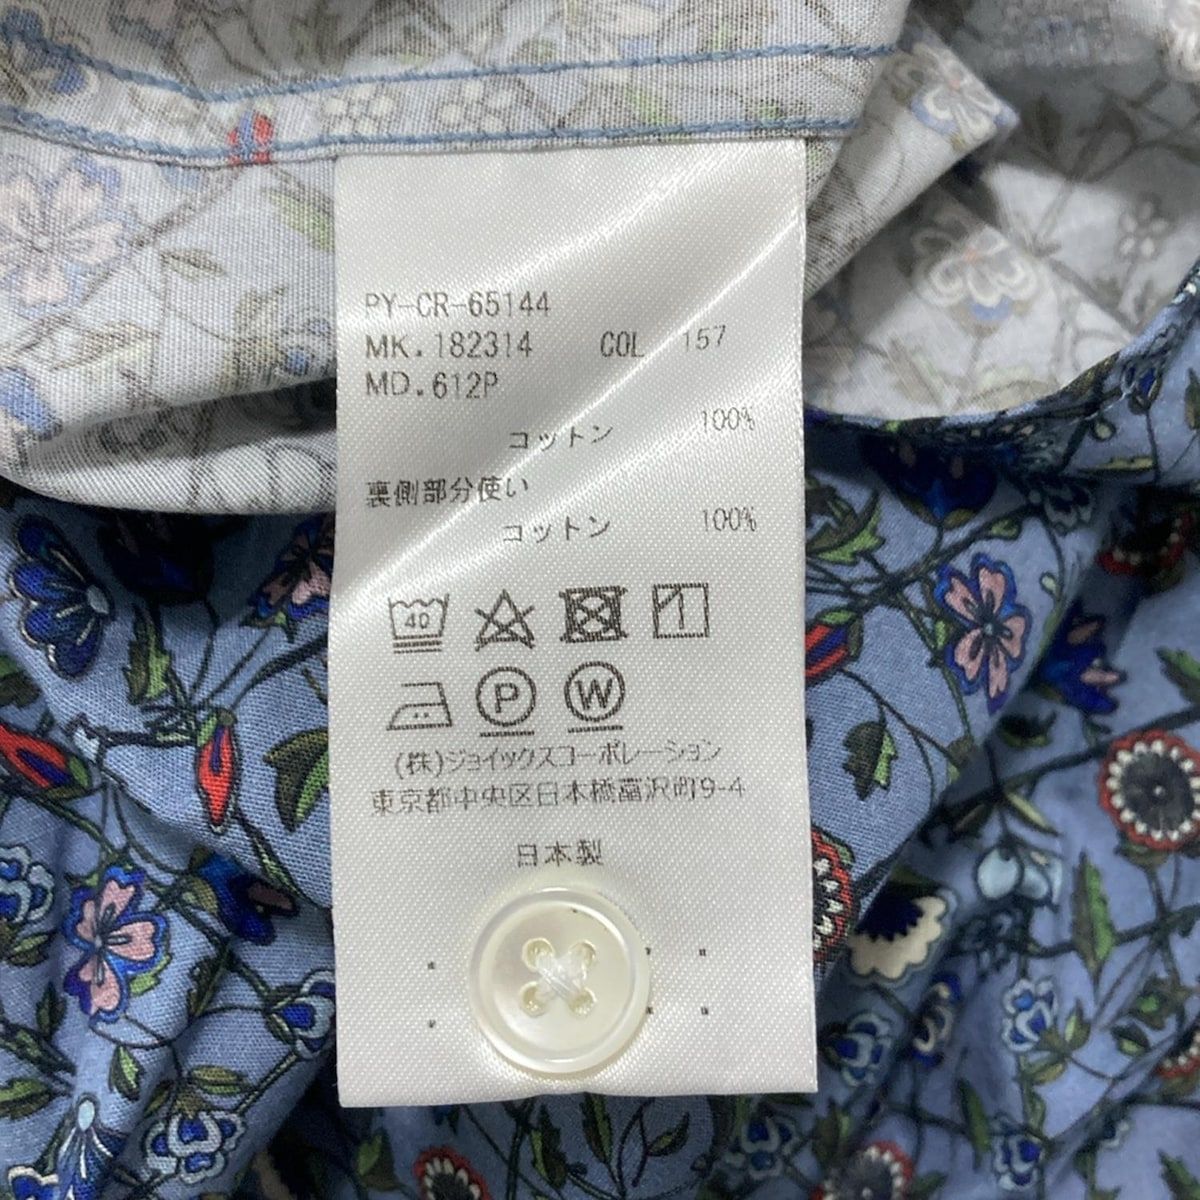 PY-CR-65144
MK.182314 COL 157
MD.612P
コットン 100%
裏側部分使い
コットン 100%
40
P W
(株)ジョイックスコーポレーション
東京都中央区日本橋富沢町9-4
日本製